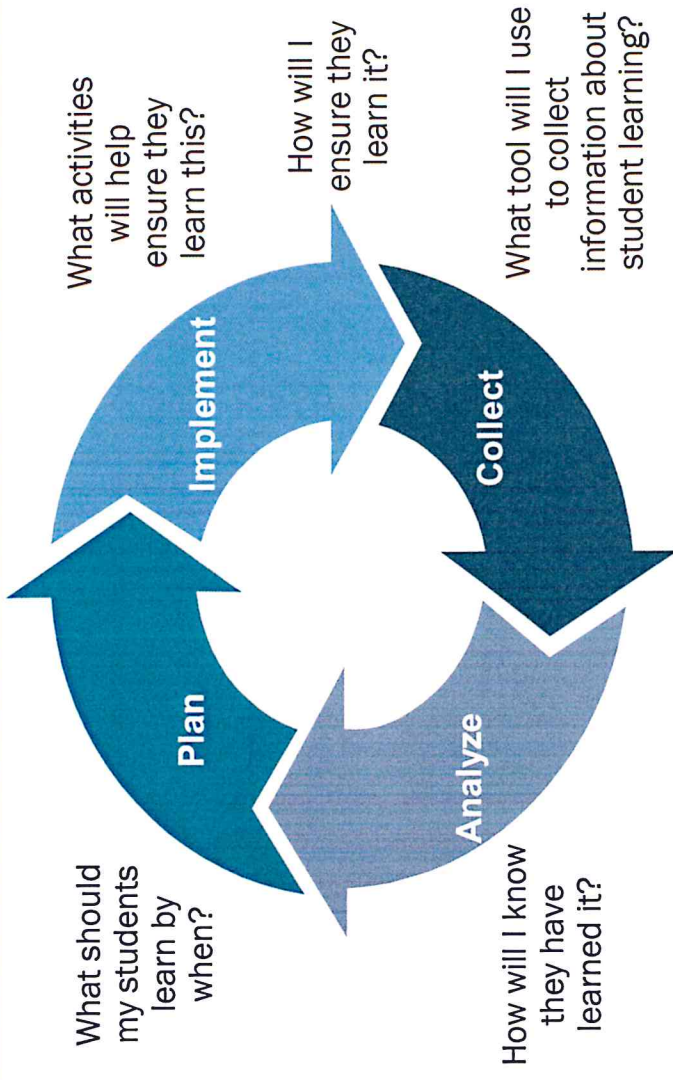 What should
my students
learn by
when?
Plan
Implement
What activities
will help
ensure they
learn this?
How will I
ensure they
learn it?
Collect
What tool will I use
to collect
information about
student learning?
Analyze
How will I know
they have
learned it?